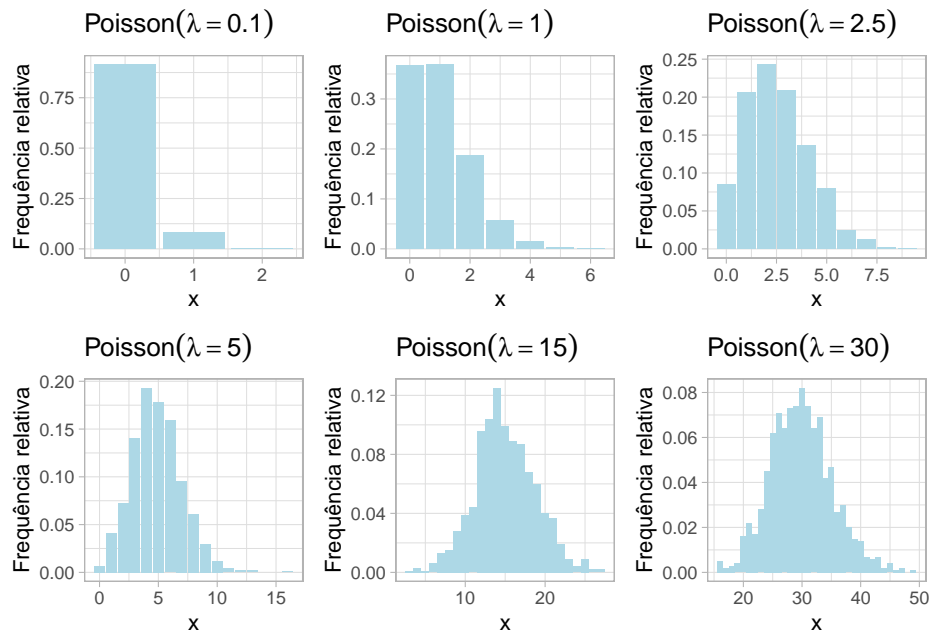 Poisson(λ = 0.1)
Frequência relativa
0.75
0.50
0.25
0.00
0 1 2
x
Poisson(λ = 1)
Frequência relativa
0.3
0.2
0.1
0.0
0 2 4 6
x
Poisson(λ = 2.5)
Frequência relativa
0.25
0.20
0.15
0.10
0.05
0.00
0.0 2.5 5.0 7.5
x
Poisson(λ = 5)
Frequência relativa
0.20
0.15
0.10
0.05
0.00
0 5 10 15
x
Poisson(λ = 15)
Frequência relativa
0.12
0.08
0.04
0.00
10 20
x
Poisson(λ = 30)
Frequência relativa
0.08
0.06
0.04
0.02
0.00
20 30 40 50
x